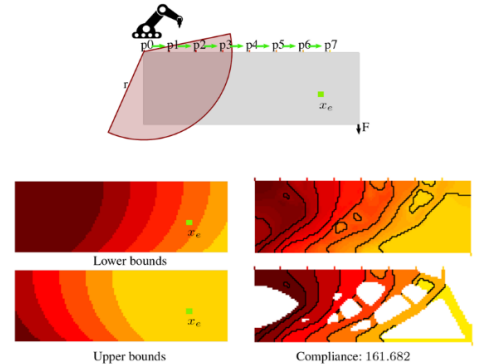 p0 p1 p2 p3 p4 p5 p6 p7
r
x_e
F
x_e
Lower bounds
x_e
Upper bounds
Compliance: 161.682